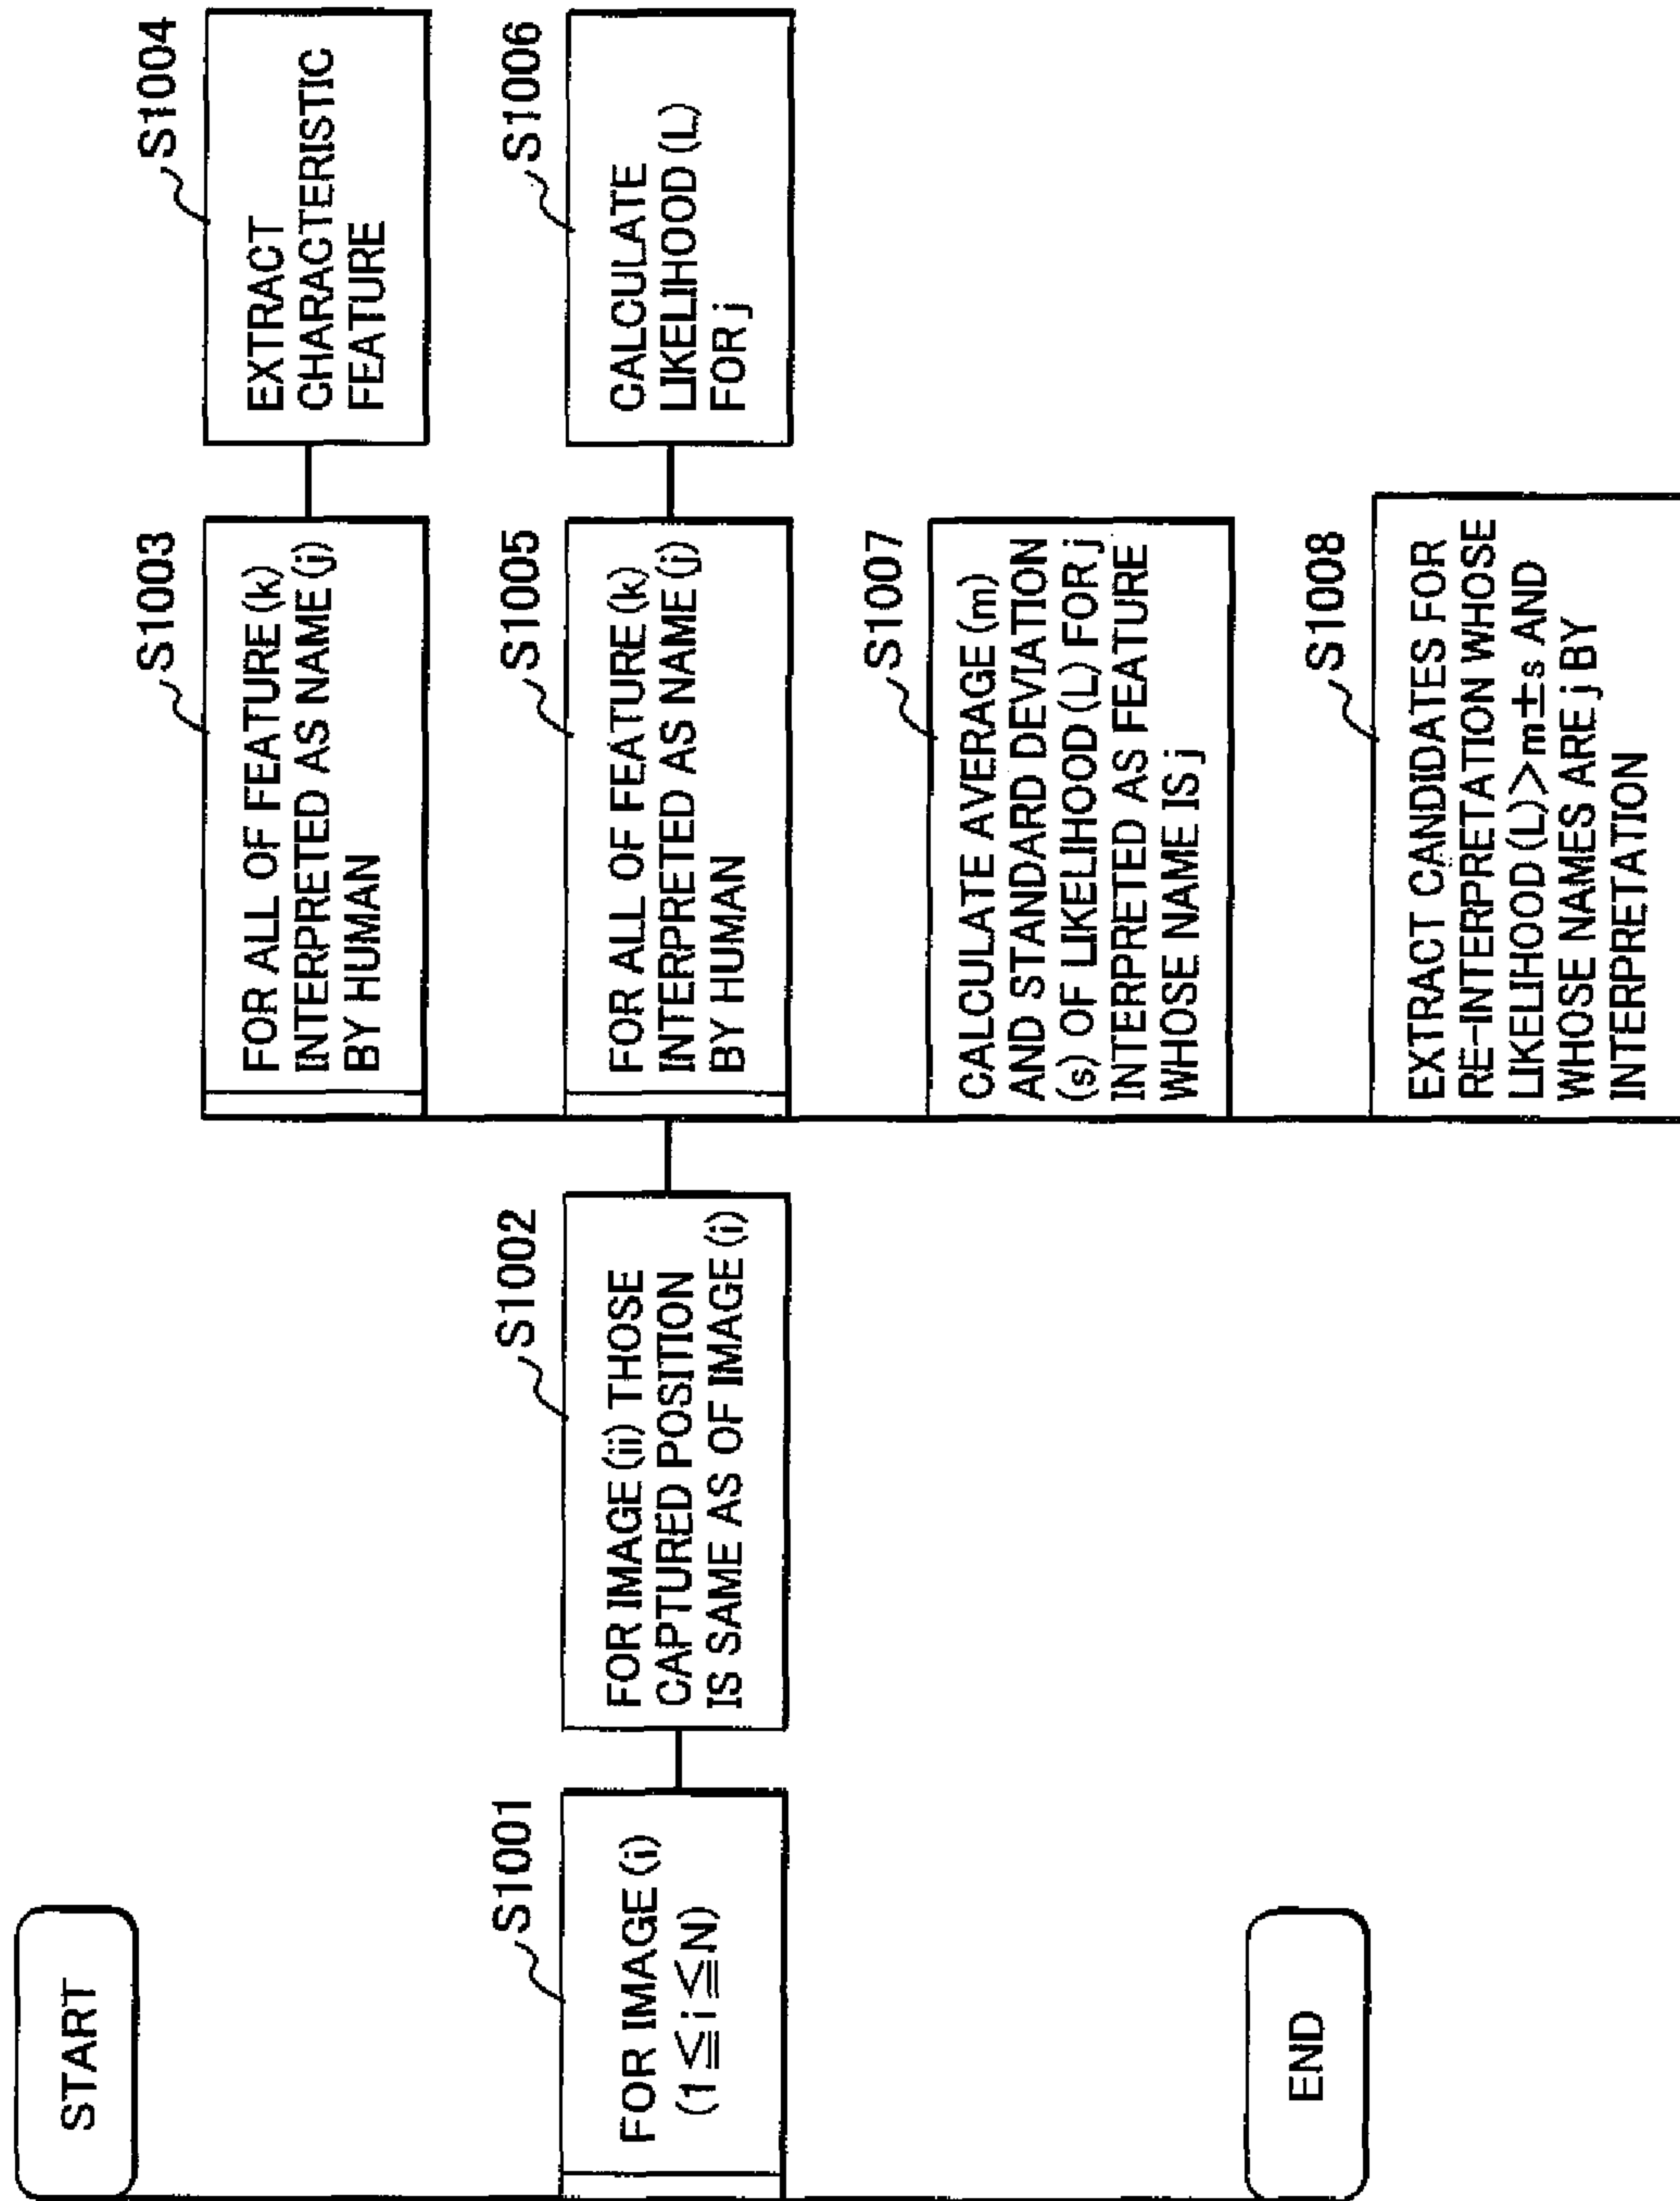 START
S1001
FOR IMAGE (i)
(1≦i≦N)
S1002
FOR IMAGE (ii) THOSE
CAPTURED POSITION
IS SAME AS OF IMAGE (i)
S1003
FOR ALL OF FEATURE (k)
INTERPRETED AS NAME (j)
BY HUMAN
S1004
EXTRACT
CHARACTERISTIC
FEATURE
S1005
FOR ALL OF FEATURE (k)
INTERPRETED AS NAME (j)
BY HUMAN
S1006
CALCULATE
LIKELIHOOD (L)
FOR j
S1007
CALCULATE AVERAGE (m)
AND STANDARD DEVIATION
(s) OF LIKELIHOOD (L) FOR j
INTERPRETED AS FEATURE
WHOSE NAME IS j
S1008
EXTRACT CANDIDATES FOR
RE-INTERPRETATION WHOSE
LIKELIHOOD (L)>m±s AND
WHOSE NAMES ARE j BY
INTERPRETATION
END